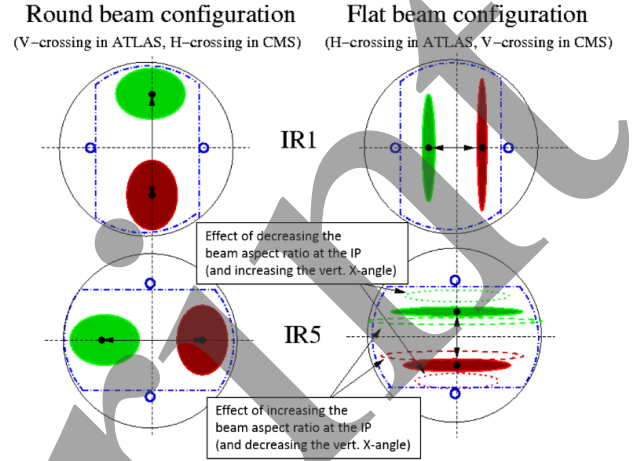 Round beam configuration
(V−crossing in ATLAS, H−crossing in CMS)
Flat beam configuration
(H−crossing in ATLAS, V−crossing in CMS)
IR1
Effect of decreasing the
beam aspect ratio at the IP
(and increasing the vert. X-angle)
IR5
Effect of increasing the
beam aspect ratio at the IP
(and decreasing the vert. X-angle)